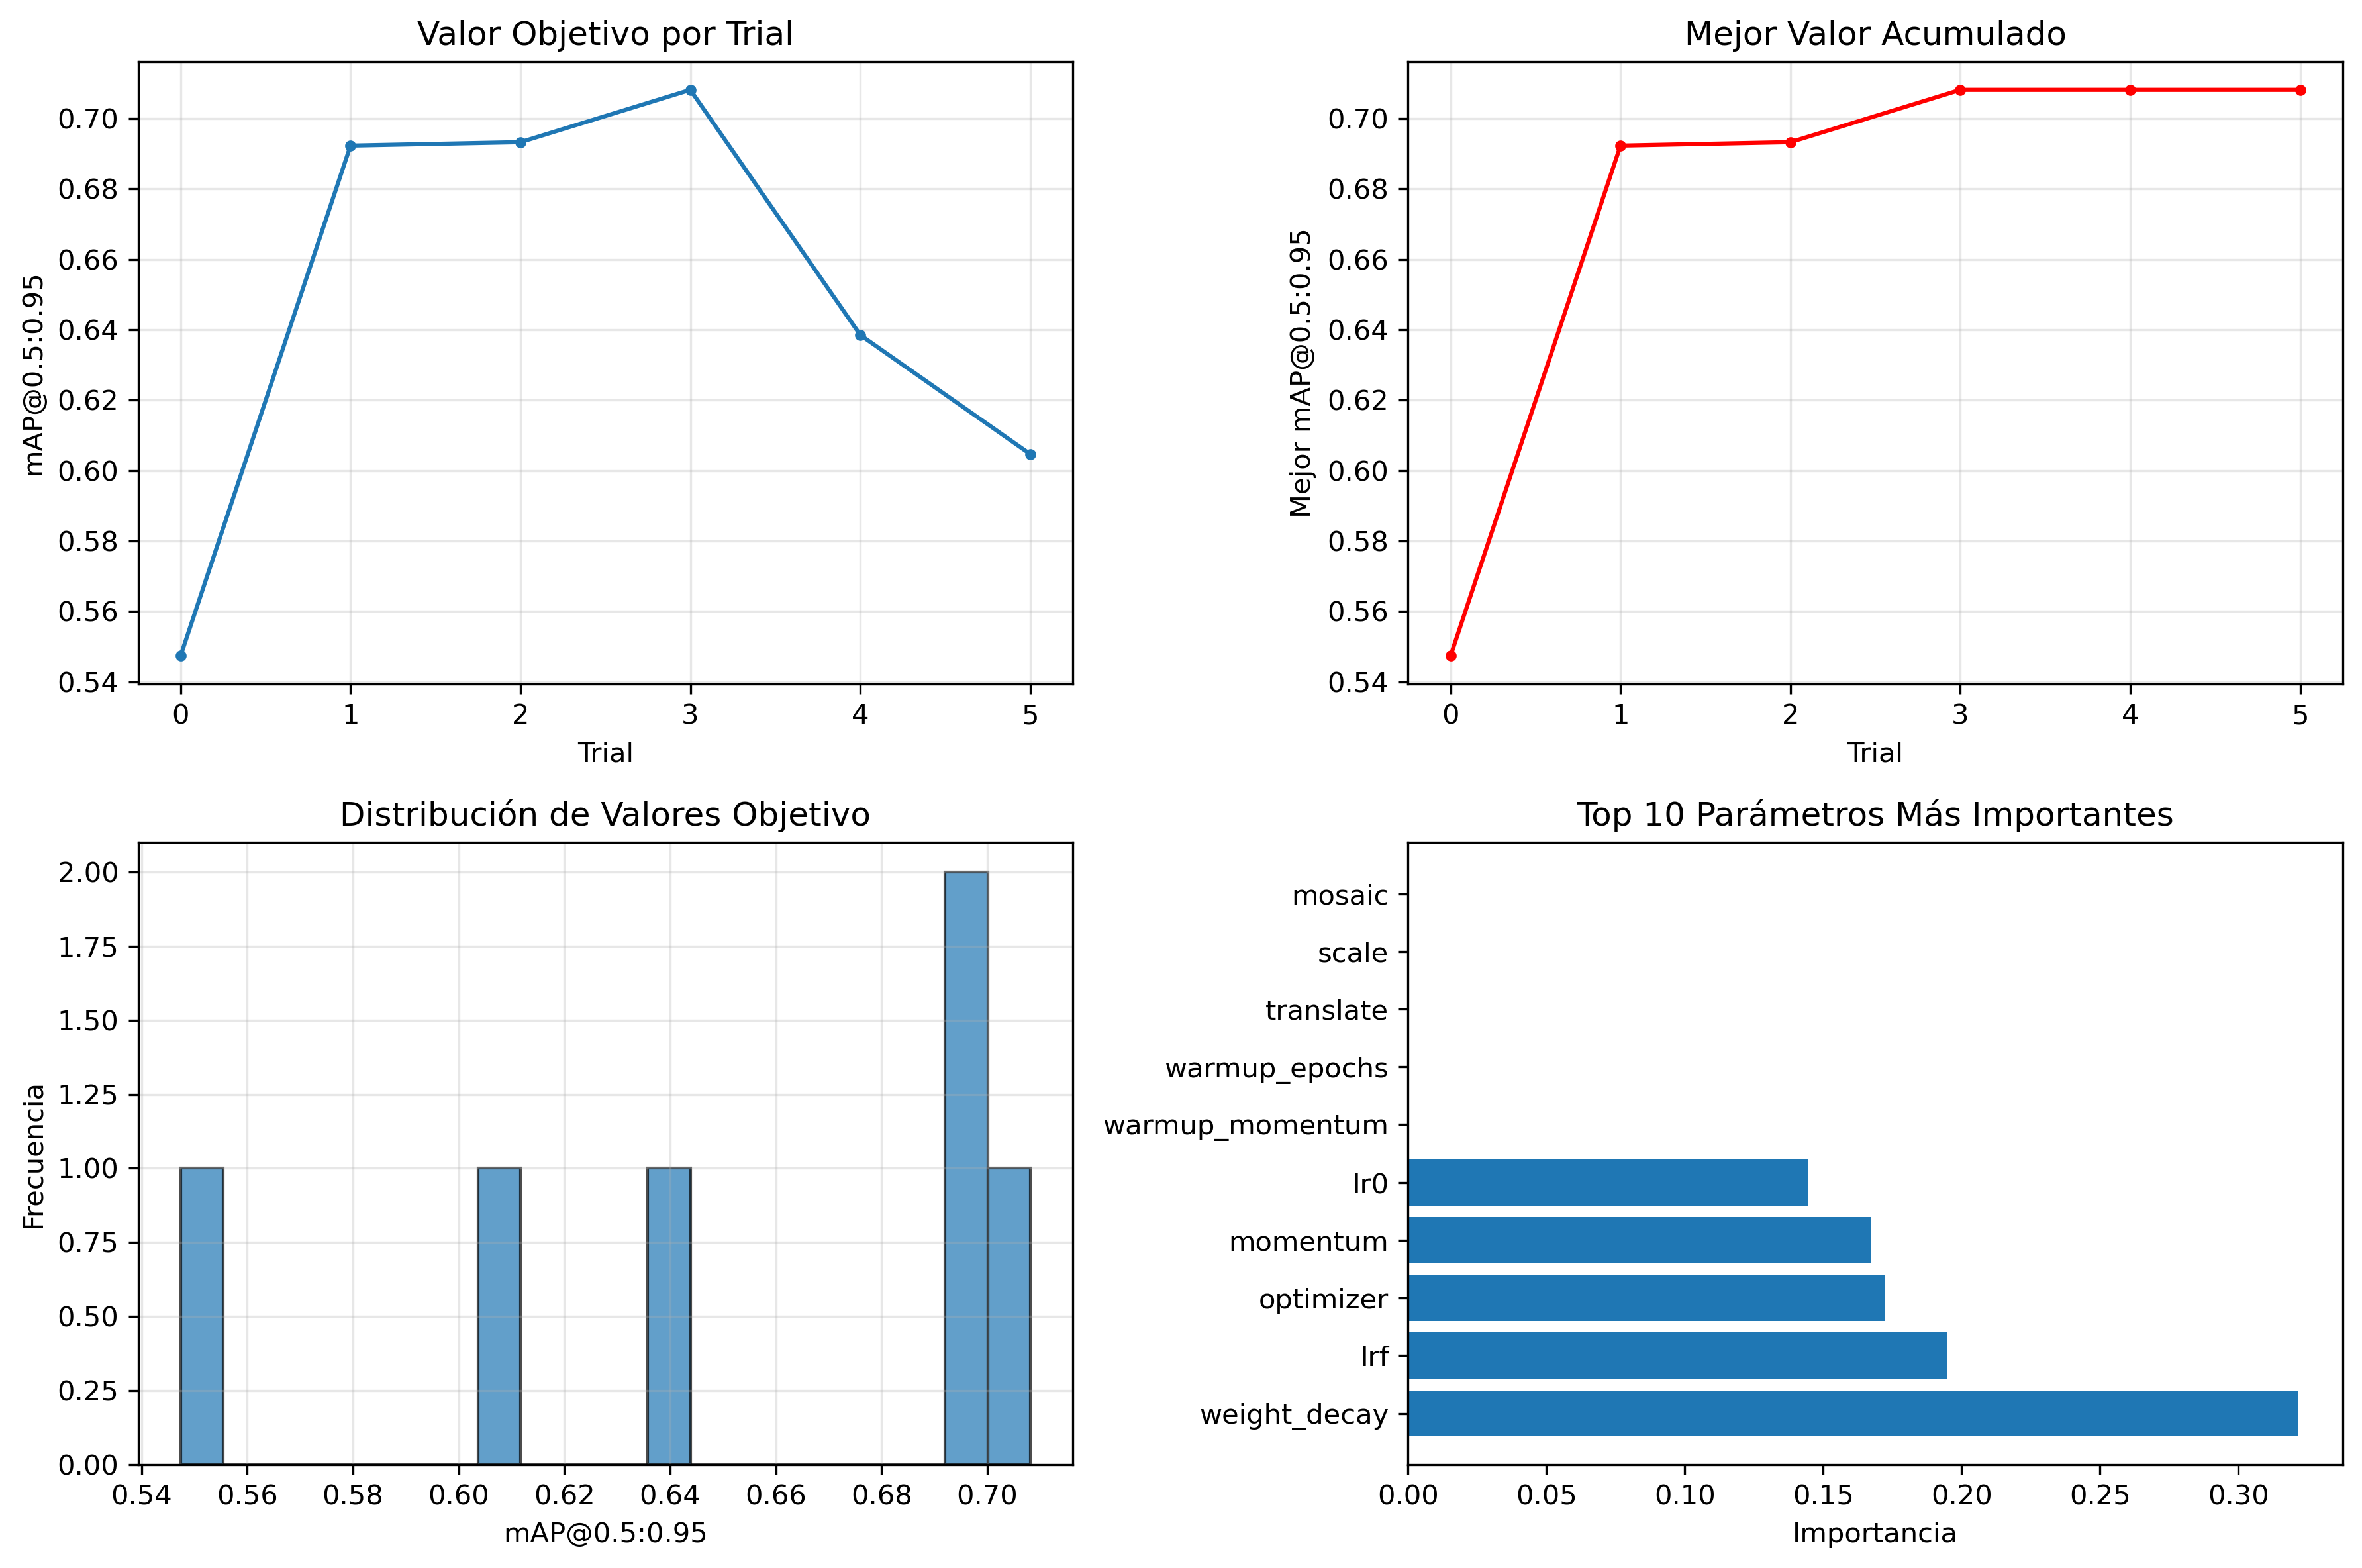 Valor Objetivo por Trial
mAP@0.5:0.95
0.70
0.68
0.66
0.64
0.62
0.60
0.58
0.56
0.54
0 1 2 3 4 5
Trial
Mejor Valor Acumulado
Mejor mAP@0.5:0.95
0.70
0.68
0.66
0.64
0.62
0.60
0.58
0.56
0.54
0 1 2 3 4 5
Trial
Distribución de Valores Objetivo
Frecuencia
2.00
1.75
1.50
1.25
1.00
0.75
0.50
0.25
0.00
0.54 0.56 0.58 0.60 0.62 0.64 0.66 0.68 0.70
mAP@0.5:0.95
Top 10 Parámetros Más Importantes
mosaic
scale
translate
warmup_epochs
warmup_momentum
lr0
momentum
optimizer
lrf
weight_decay
0.00 0.05 0.10 0.15 0.20 0.25 0.30
Importancia